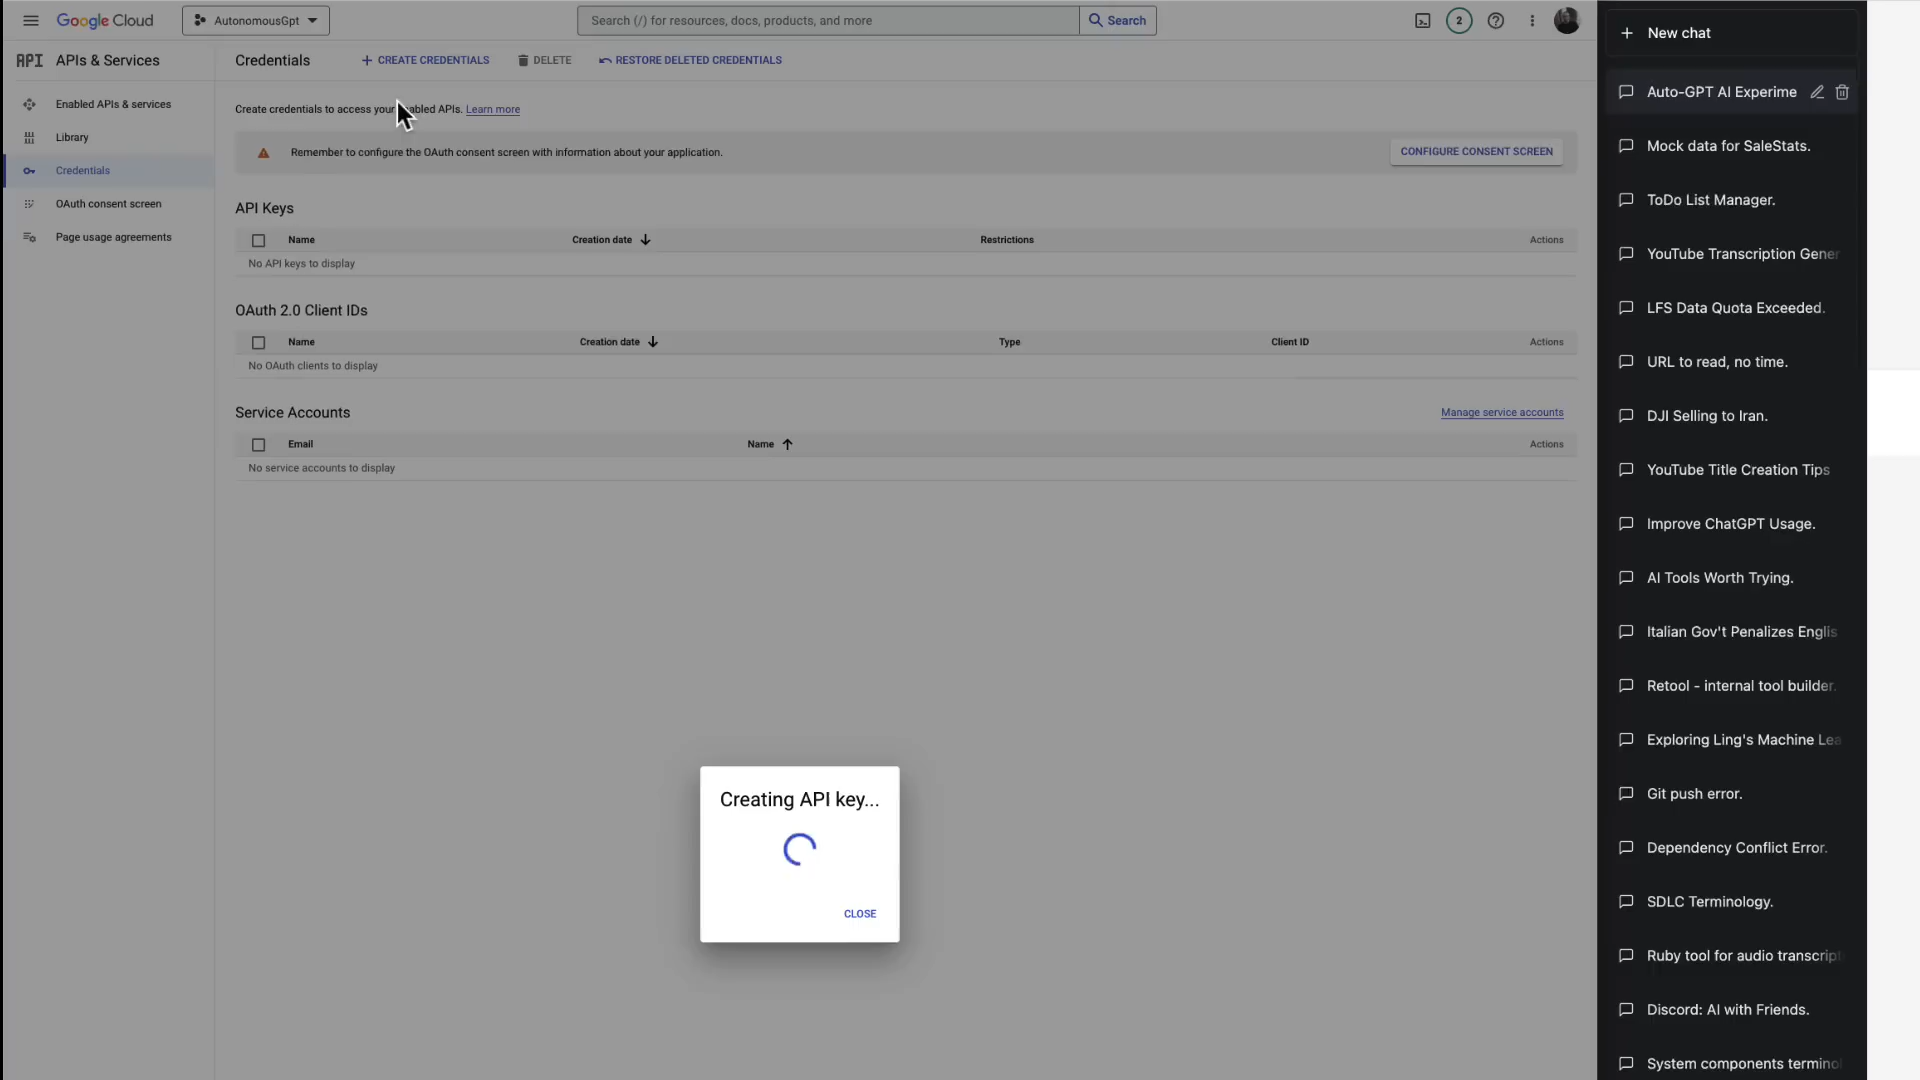 Google Cloud
AutonomousGpt
Search (/) for resources, docs, products, and more
Search
2
API APIs & Services
Enabled APIs & services
Library
Credentials
OAuth consent screen
Page usage agreements
Credentials
+ CREATE CREDENTIALS
DELETE
RESTORE DELETED CREDENTIALS
Create credentials to access your enabled APIs. Learn more
Remember to configure the OAuth consent screen with information about your application.
CONFIGURE CONSENT SCREEN
API Keys
Name Creation date Restrictions Actions
No API keys to display
OAuth 2.0 Client IDs
Name Creation date Type Client ID Actions
No OAuth clients to display
Service Accounts
Manage service accounts
Email Name Actions
No service accounts to display
Creating API key...
CLOSE
+ New chat
Auto-GPT AI Experime
Mock data for SaleStats.
ToDo List Manager.
YouTube Transcription Gener
LFS Data Quota Exceeded.
URL to read, no time.
DJI Selling to Iran.
YouTube Title Creation Tips
Improve ChatGPT Usage.
AI Tools Worth Trying.
Italian Gov't Penalizes Englis
Retool - internal tool builder.
Exploring Ling's Machine Lea
Git push error.
Dependency Conflict Error.
SDLC Terminology.
Ruby tool for audio transcript
Discord: AI with Friends.
System components termino